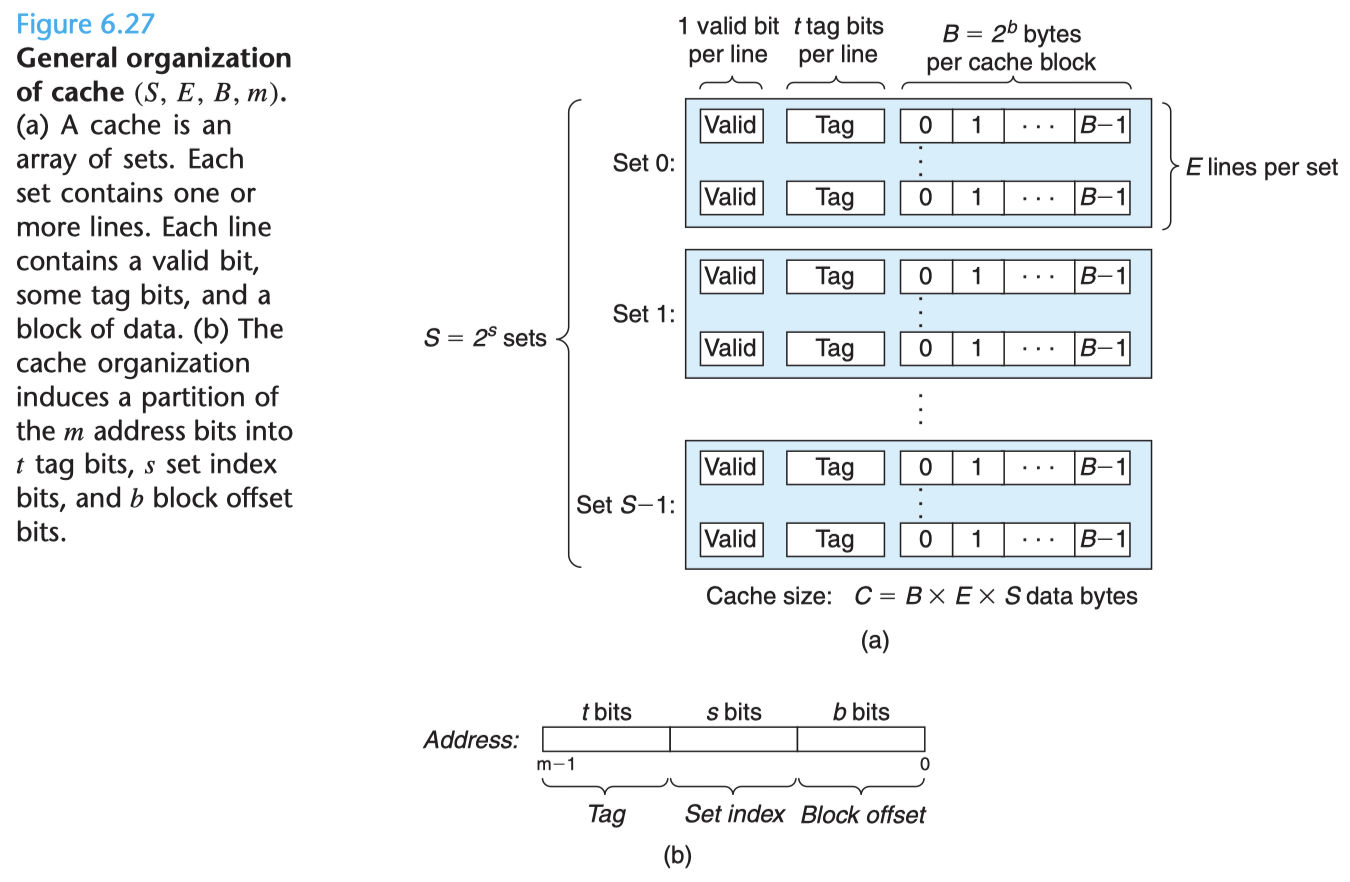 Figure 6.27
General organization
of cache (S, E, B, m).
(a) A cache is an
array of sets. Each
set contains one or
more lines. Each line
contains a valid bit,
some tag bits, and a
block of data. (b) The
cache organization
induces a partition of
the m address bits into
t tag bits, s set index
bits, and b block offset
bits.
1 valid bit per line
t tag bits per line
B = 2^b bytes per cache block
S = 2^s sets
Set 0:
Valid Tag 0 1 ··· B−1
⋮
Valid Tag 0 1 ··· B−1
E lines per set
Set 1:
Valid Tag 0 1 ··· B−1
⋮
Valid Tag 0 1 ··· B−1
⋮
Set S−1:
Valid Tag 0 1 ··· B−1
⋮
Valid Tag 0 1 ··· B−1
Cache size: C = B × E × S data bytes
(a)
t bits s bits b bits
Address:
m−1 0
Tag Set index Block offset
(b)